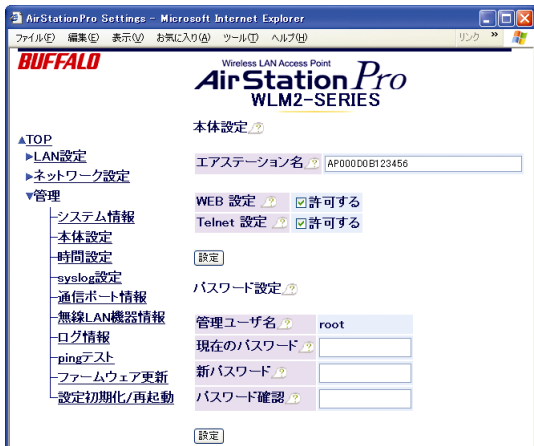 AirStationPro Settings - Microsoft Internet Explorer
ファイル(F) 編集(E) 表示(V) お気に入り(A) ツール(T) ヘルプ(H) リンク »
BUFFALO
Wireless LAN Access Point
AirStation Pro
WLM2-SERIES
▲TOP
▶LAN設定
▶ネットワーク設定
▼管理
システム情報
本体設定
時間設定
syslog設定
通信ポート情報
無線LAN機器情報
ログ情報
pingテスト
ファームウェア更新
設定初期化/再起動
本体設定 ?
エアステーション名 ? AP000D0B123456
WEB 設定 ? 許可する
Telnet 設定 ? 許可する
設定
パスワード設定 ?
管理ユーザ名 ? root
現在のパスワード ?
新パスワード ?
パスワード確認 ?
設定